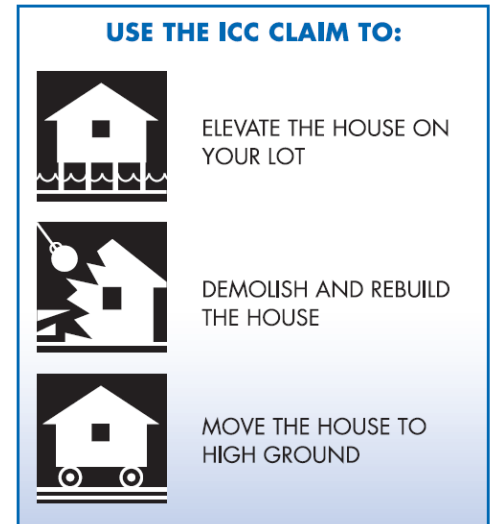 USE THE ICC CLAIM TO:
ELEVATE THE HOUSE ON
YOUR LOT
DEMOLISH AND REBUILD
THE HOUSE
MOVE THE HOUSE TO
HIGH GROUND